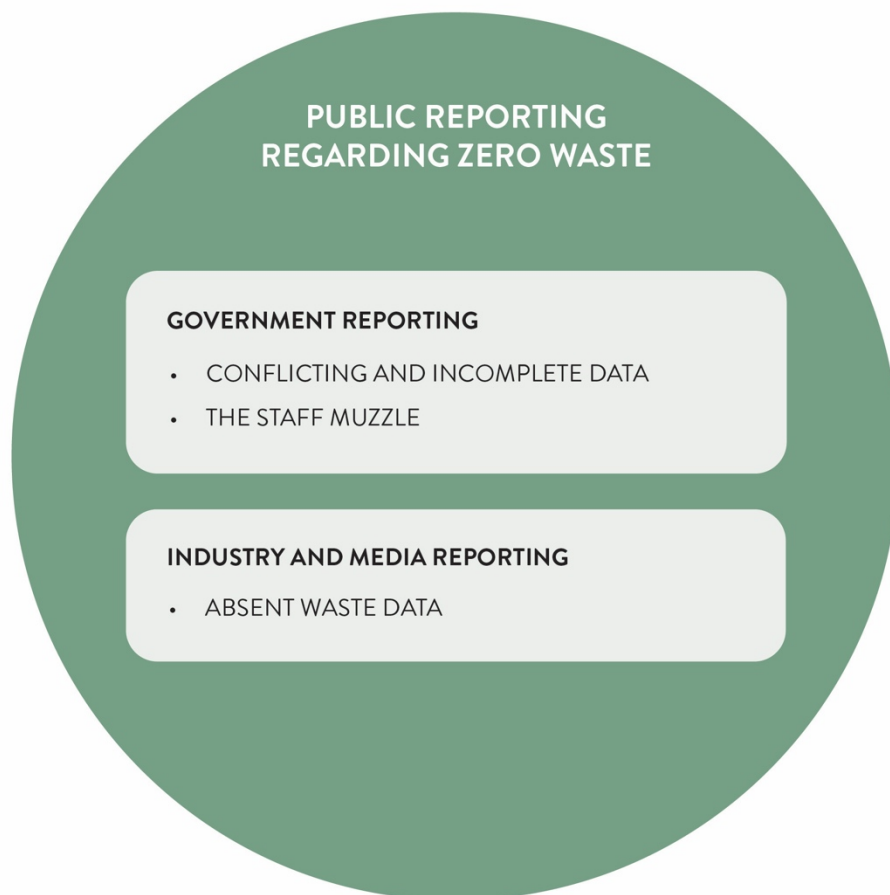 PUBLIC REPORTING
REGARDING ZERO WASTE
GOVERNMENT REPORTING
• CONFLICTING AND INCOMPLETE DATA
• THE STAFF MUZZLE
INDUSTRY AND MEDIA REPORTING
• ABSENT WASTE DATA